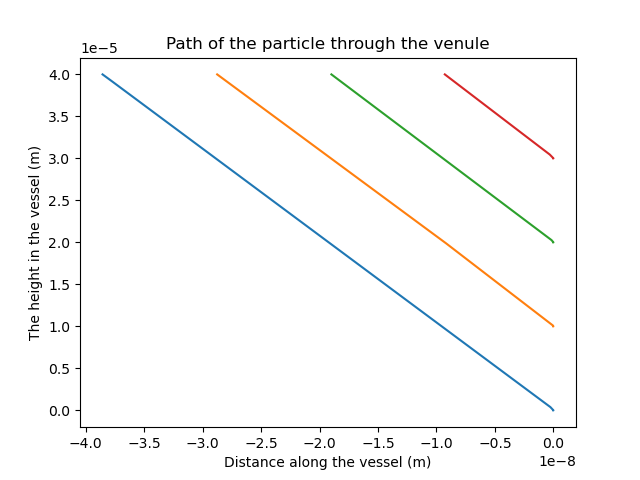 Path of the particle through the venule
1e−5
4.0
3.5
3.0
2.5
2.0
1.5
1.0
0.5
0.0
The height in the vessel (m)
−4.0 −3.5 −3.0 −2.5 −2.0 −1.5 −1.0 −0.5 0.0
Distance along the vessel (m)
1e−8